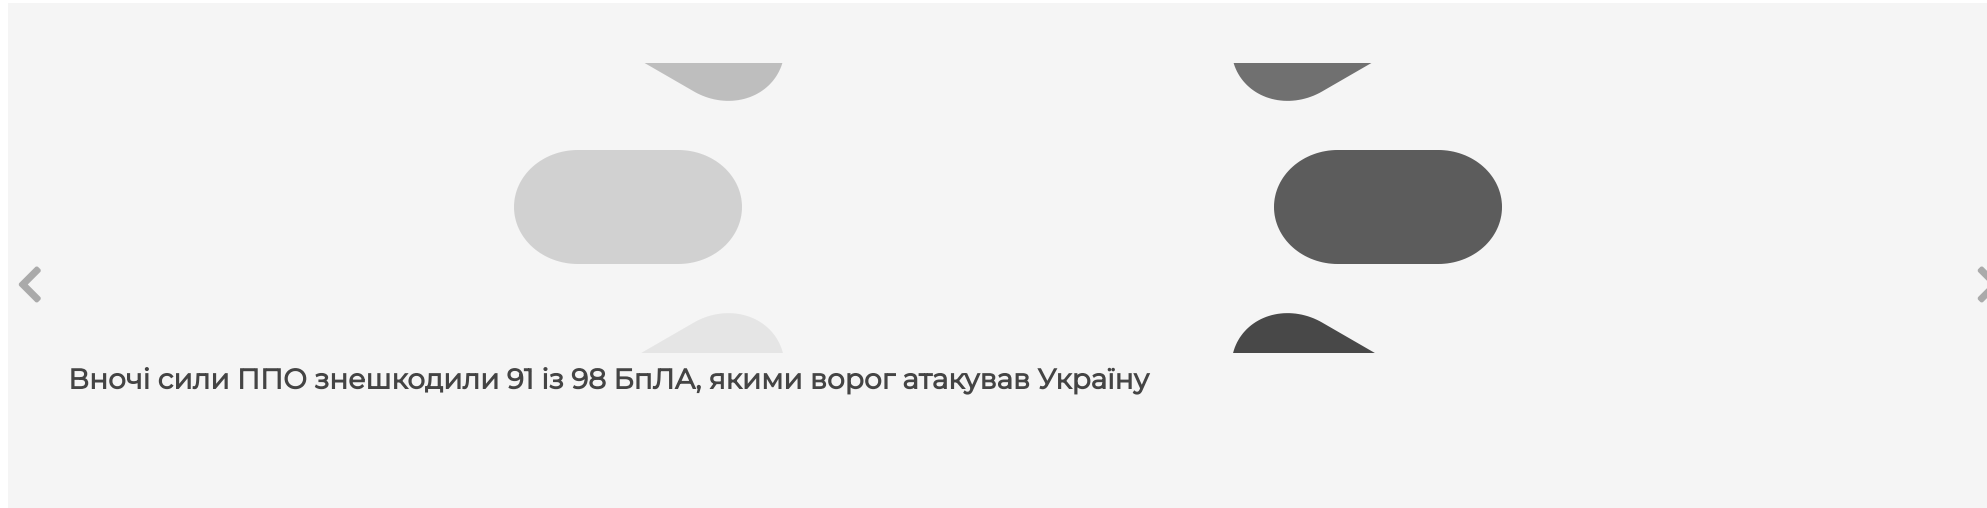 Вночі сили ППО знешкодили 91 із 98 БпЛА, якими ворог атакував Україну